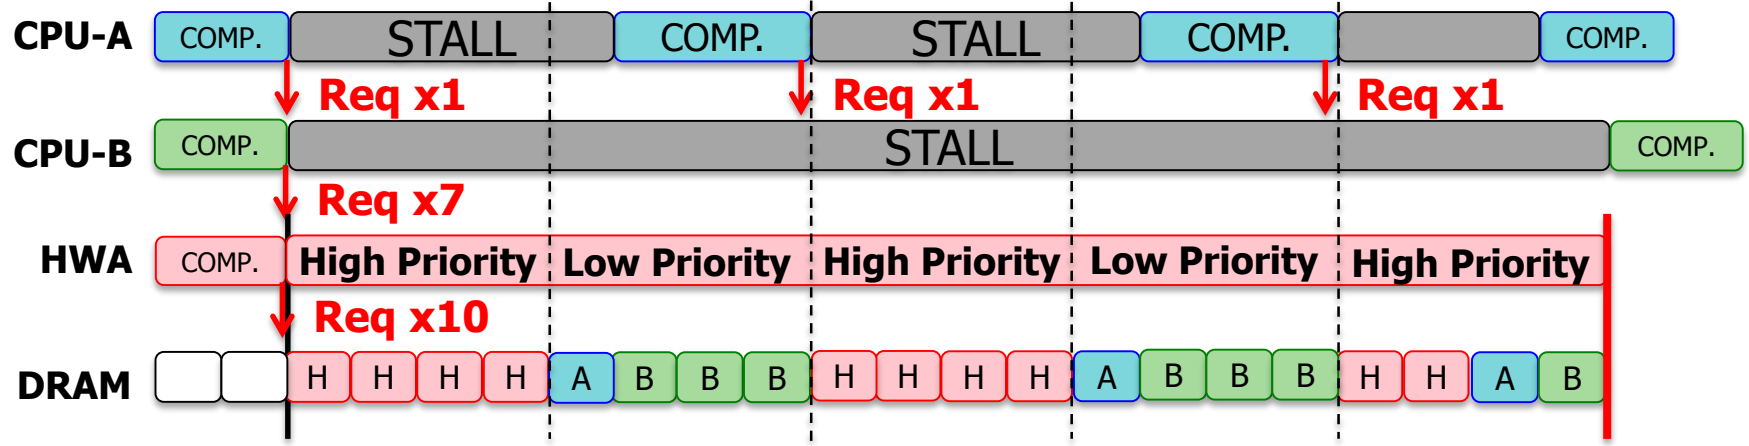 CPU-A COMP. STALL COMP. STALL COMP. COMP.
Req x1 Req x1 Req x1
CPU-B COMP. STALL COMP.
Req x7
HWA COMP. High Priority Low Priority High Priority Low Priority High Priority
Req x10
DRAM H H H H A B B B H H H H A B B B H H A B